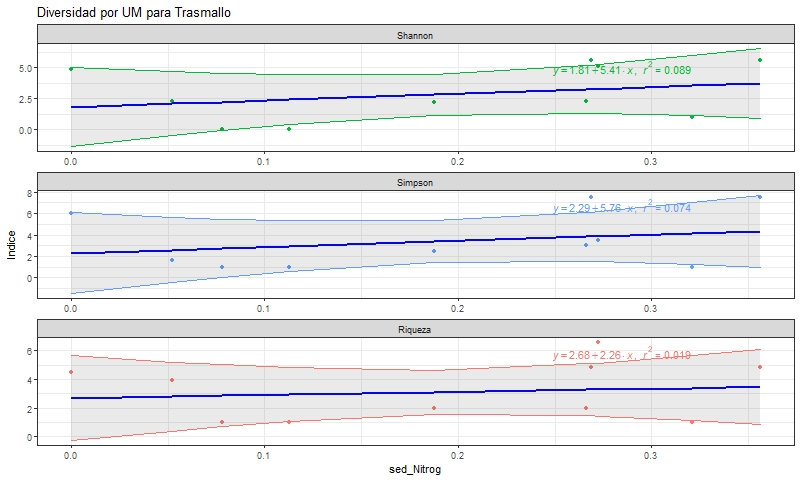 Diversidad por UM para Trasmallo
Shannon
y = 1.81 + 5.41 · x, r² = 0.089
5.0
2.5
0.0
0.0 0.1 0.2 0.3
Simpson
y = 2.29 + 5.76 · x, r² = 0.074
8
6
4
2
0
0.0 0.1 0.2 0.3
Indice
Riqueza
y = 2.68 + 2.26 · x, r² = 0.019
6
4
2
0
0.0 0.1 0.2 0.3
sed_Nitrog